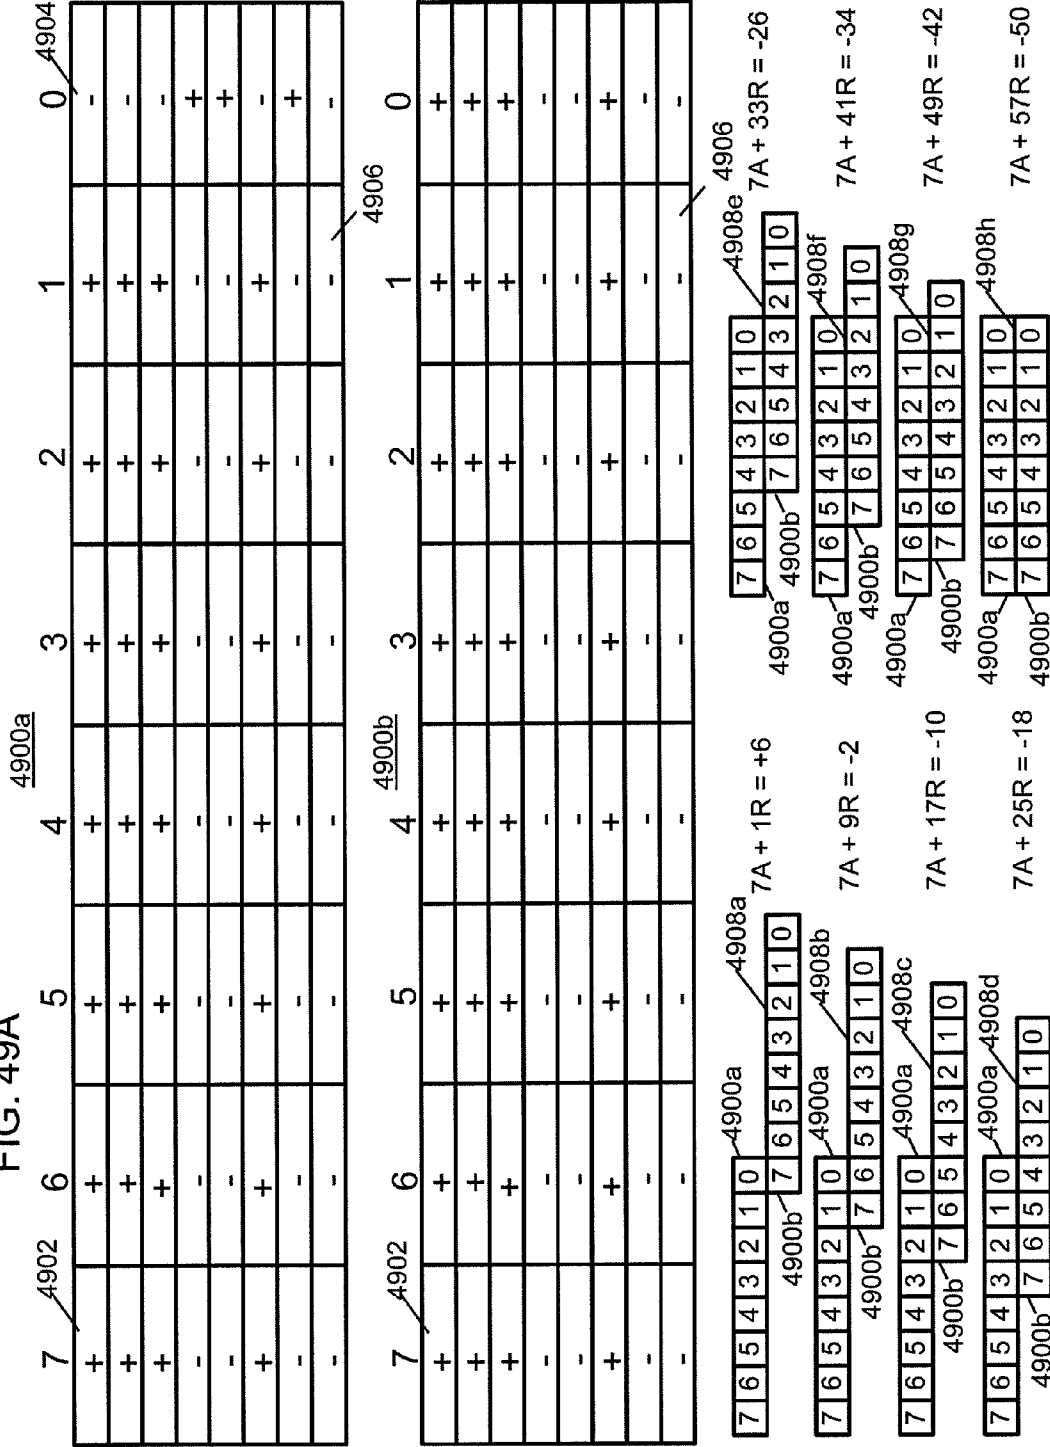 FIG. 49A
4900a
4902
4904
7 6 5 4 3 2 1 0
+ + + + + + + -
+ + + + + + + -
+ + + + + + + -
- - - - - - - +
- - - - - - - +
+ + + + + + + -
- - - - - - - +
- - - - - - - -
4906
4900b
4902
7 6 5 4 3 2 1 0
+ + + + + + + +
+ + + + + + + +
+ + + + + + + +
- - - - - - - -
- - - - - - - -
+ + + + + + + +
- - - - - - - -
- - - - - - - -
4906
4900a
4908a
7 6 5 4 3 2 1 0
7 6 5 4 3 2 1 0
4900b
7A + 1R = +6
4900a
4908b
7 6 5 4 3 2 1 0
7 6 5 4 3 2 1 0
4900b
7A + 9R = -2
4900a
4908c
7 6 5 4 3 2 1 0
7 6 5 4 3 2 1 0
4900b
7A + 17R = -10
4900a
4908d
7 6 5 4 3 2 1 0
7 6 5 4 3 2 1 0
4900b
7A + 25R = -18
4908e
7 6 5 4 3 2 1 0
7 6 5 4 3 2 1 0
4900a
4900b
7A + 33R = -26
4908f
7 6 5 4 3 2 1 0
7 6 5 4 3 2 1 0
4900a
4900b
7A + 41R = -34
4908g
7 6 5 4 3 2 1 0
7 6 5 4 3 2 1 0
4900a
4900b
7A + 49R = -42
4908h
7 6 5 4 3 2 1 0
7 6 5 4 3 2 1 0
4900a
4900b
7A + 57R = -50